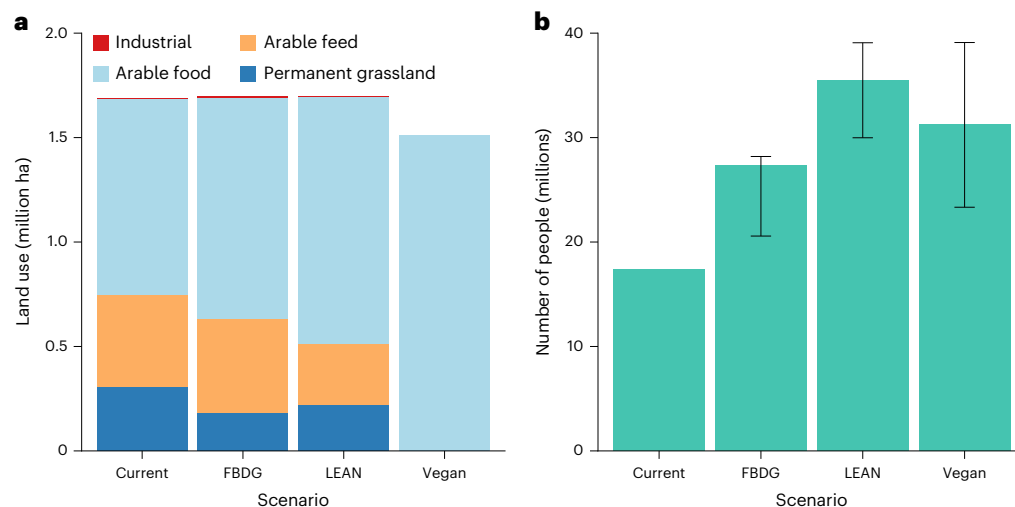 a
2.0
Industrial
Arable feed
Arable food
Permanent grassland
1.5
1.0
0.5
0
Land use (million ha)
Current
FBDG
LEAN
Vegan
Scenario
b
40
30
20
10
0
Number of people (millions)
Current
FBDG
LEAN
Vegan
Scenario